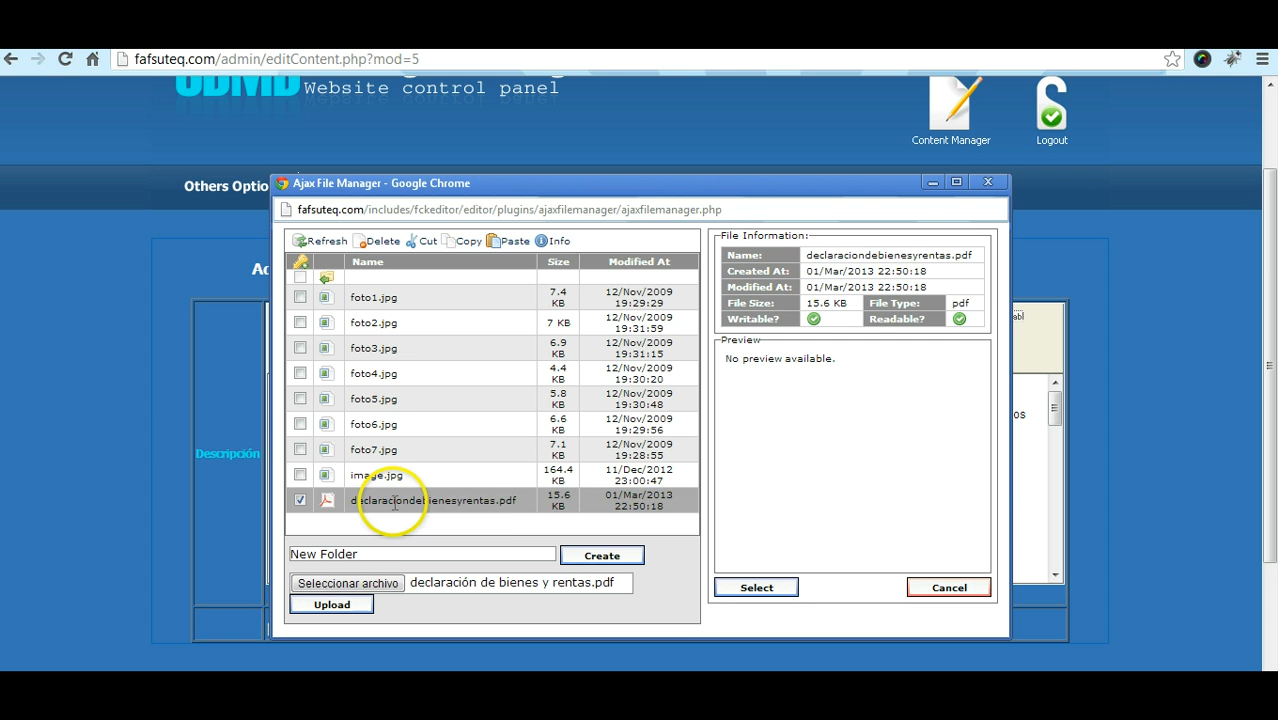 fafsuteq.com/admin/editContent.php?mod=5
Website control panel
Content Manager
Logout
Ajax File Manager - Google Chrome
fafsuteq.com/includes/fckeditor/editor/plugins/ajaxfilemanager/ajaxfilemanager.php
Refresh Delete Cut Copy Paste Info
Name Size Modified At
foto1.jpg 7.4 KB 12/Nov/2009 19:29:29
foto2.jpg 7 KB 12/Nov/2009 19:31:59
foto3.jpg 6.9 KB 12/Nov/2009 19:31:15
foto4.jpg 4.4 KB 12/Nov/2009 19:30:20
foto5.jpg 5.8 KB 12/Nov/2009 19:30:48
foto6.jpg 6.6 KB 12/Nov/2009 19:29:56
foto7.jpg 7.1 KB 12/Nov/2009 19:28:55
image.jpg 164.4 KB 11/Dec/2012 23:00:47
declaraciondebienesyrentas.pdf 15.6 KB 01/Mar/2013 22:50:18
New Folder
Create
Seleccionar archivo declaración de bienes y rentas.pdf
Upload
File Information:
Name: declaraciondebienesyrentas.pdf
Created At: 01/Mar/2013 22:50:18
Modified At: 01/Mar/2013 22:50:18
File Size: 15.6 KB File Type: pdf
Writable? Readable?
Preview
No preview available.
Select Cancel
Others Optio
Descripción